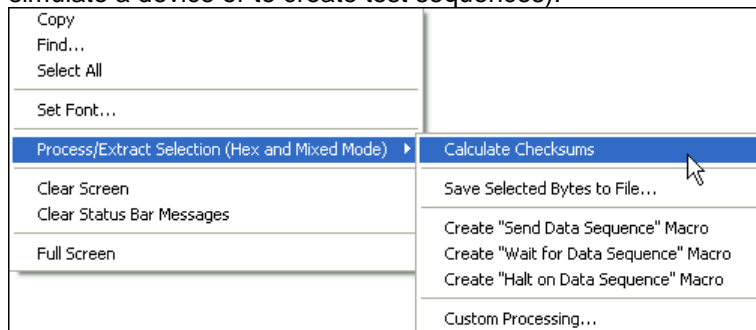 simulate a device or to create test sequences).
Copy
Find...
Select All
Set Font...
Process/Extract Selection (Hex and Mixed Mode)
Clear Screen
Clear Status Bar Messages
Full Screen
Calculate Checksums
Save Selected Bytes to File...
Create "Send Data Sequence" Macro
Create "Wait for Data Sequence" Macro
Create "Halt on Data Sequence" Macro
Custom Processing...